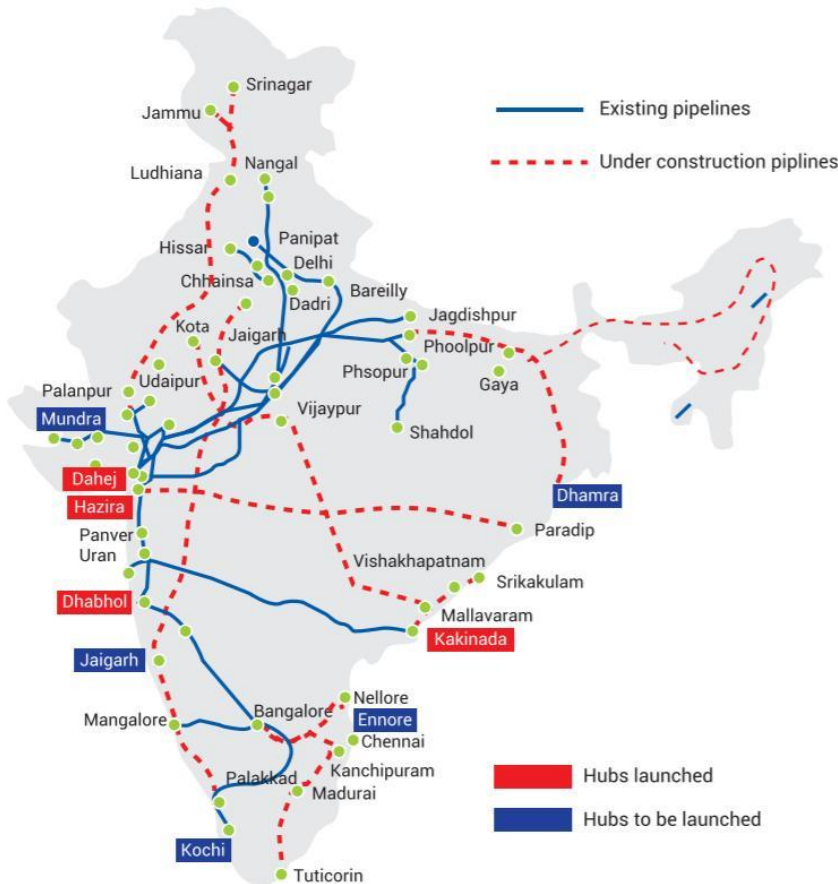 Srinagar
Jammu
Existing pipelines
Under construction piplines
Ludhiana
Nangal
Hissar
Panipat
Delhi
Chhainsa
Dadri
Bareilly
Jagdishpur
Kota
Jaigarh
Phoolpur
Phsopur
Gaya
Palanpur
Udaipur
Mundra
Vijaypur
Shahdol
Dahej
Hazira
Dhamra
Paradip
Panver
Uran
Vishakhapatnam
Srikakulam
Dhabhol
Mallavaram
Kakinada
Jaigarh
Nellore
Mangalore
Bangalore
Ennore
Chennai
Kanchipuram
Palakkad
Madurai
Hubs launched
Hubs to be launched
Kochi
Tuticorin